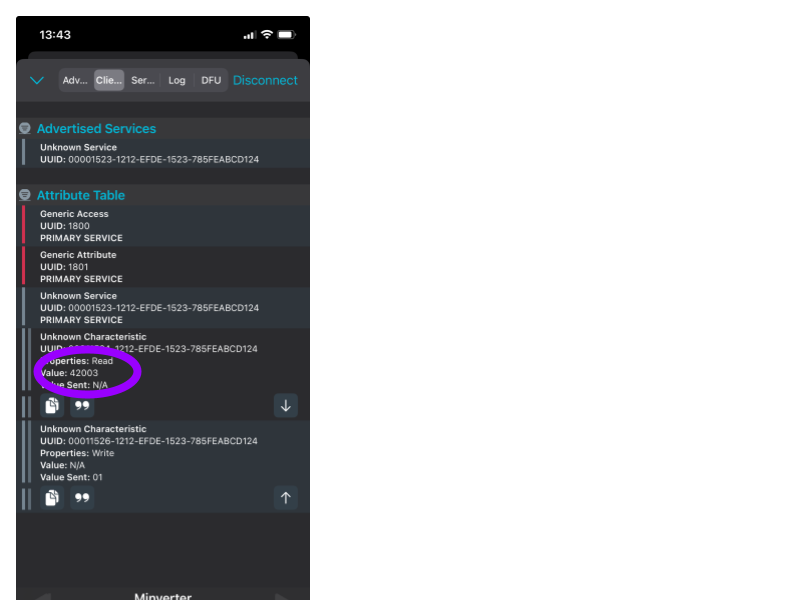 13:43
Adv... Clie... Ser... Log DFU Disconnect
Advertised Services
Unknown Service
UUID: 00001523-1212-EFDE-1523-785FEABCD124
Attribute Table
Generic Access
UUID: 1800
PRIMARY SERVICE
Generic Attribute
UUID: 1801
PRIMARY SERVICE
Unknown Service
UUID: 00001523-1212-EFDE-1523-785FEABCD124
PRIMARY SERVICE
Unknown Characteristic
-1212-EFDE-1523-785FEABCD124
Properties: Read
Value: 42003
Value Sent: N/A
Unknown Characteristic
UUID: 00011526-1212-EFDE-1523-785FEABCD124
Properties: Write
Value: N/A
Value Sent: 01
Minverter